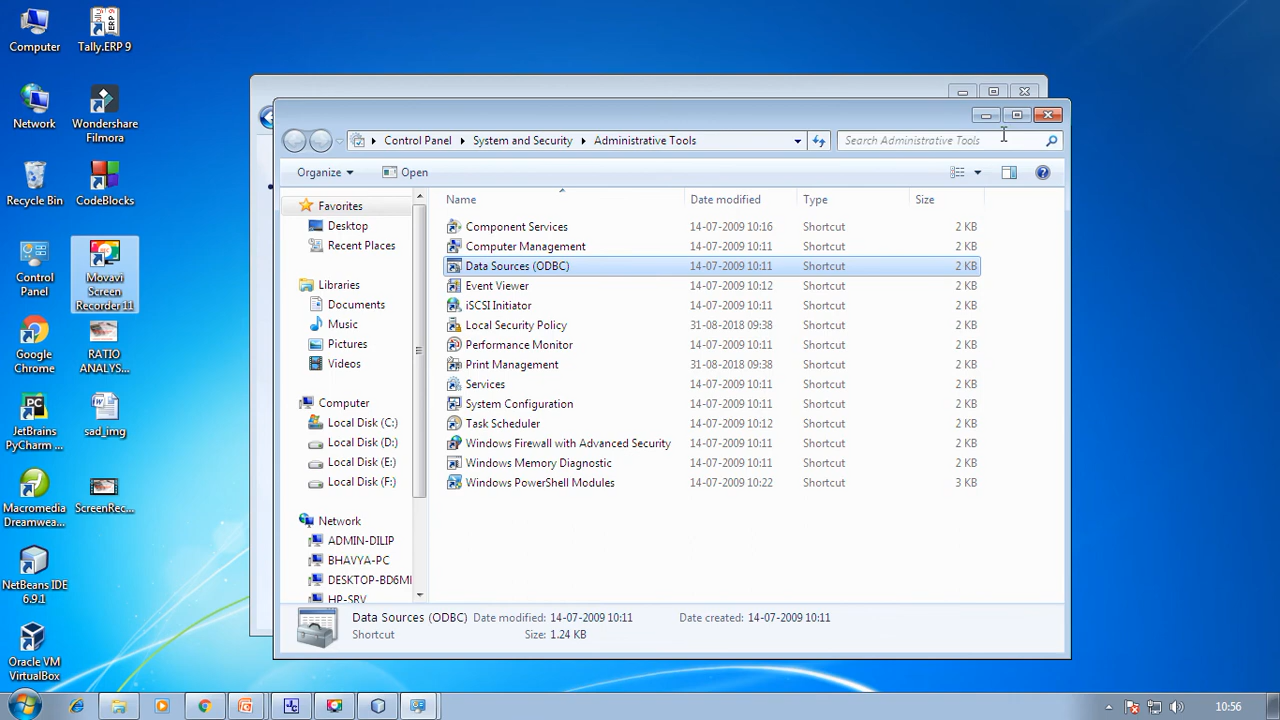 Computer
Tally.ERP 9
Network
Wondershare
Filmora
Recycle Bin
CodeBlocks
Control
Panel
Movavi
Screen
Recorder 11
Google
Chrome
RATIO
ANALYS...
JetBrains
PyCharm ...
sad_img
Macromedia
Dreamwea...
ScreenRec...
NetBeans IDE
6.9.1
Oracle VM
VirtualBox
Control Panel System and Security Administrative Tools
Search Administrative Tools
Organize Open
Favorites
Desktop
Recent Places
Libraries
Documents
Music
Pictures
Videos
Computer
Local Disk (C:)
Local Disk (D:)
Local Disk (E:)
Local Disk (F:)
Network
ADMIN-DILIP
BHAVYA-PC
DESKTOP-BD6MI
HP-SRV
Name Date modified Type Size
Component Services 14-07-2009 10:16 Shortcut 2 KB
Computer Management 14-07-2009 10:11 Shortcut 2 KB
Data Sources (ODBC) 14-07-2009 10:11 Shortcut 2 KB
Event Viewer 14-07-2009 10:12 Shortcut 2 KB
iSCSI Initiator 14-07-2009 10:11 Shortcut 2 KB
Local Security Policy 31-08-2018 09:38 Shortcut 2 KB
Performance Monitor 14-07-2009 10:11 Shortcut 2 KB
Print Management 31-08-2018 09:38 Shortcut 2 KB
Services 14-07-2009 10:11 Shortcut 2 KB
System Configuration 14-07-2009 10:11 Shortcut 2 KB
Task Scheduler 14-07-2009 10:12 Shortcut 2 KB
Windows Firewall with Advanced Security 14-07-2009 10:11 Shortcut 2 KB
Windows Memory Diagnostic 14-07-2009 10:11 Shortcut 2 KB
Windows PowerShell Modules 14-07-2009 10:22 Shortcut 3 KB
Data Sources (ODBC) Date modified: 14-07-2009 10:11 Date created: 14-07-2009 10:11
Shortcut Size: 1.24 KB
10:56